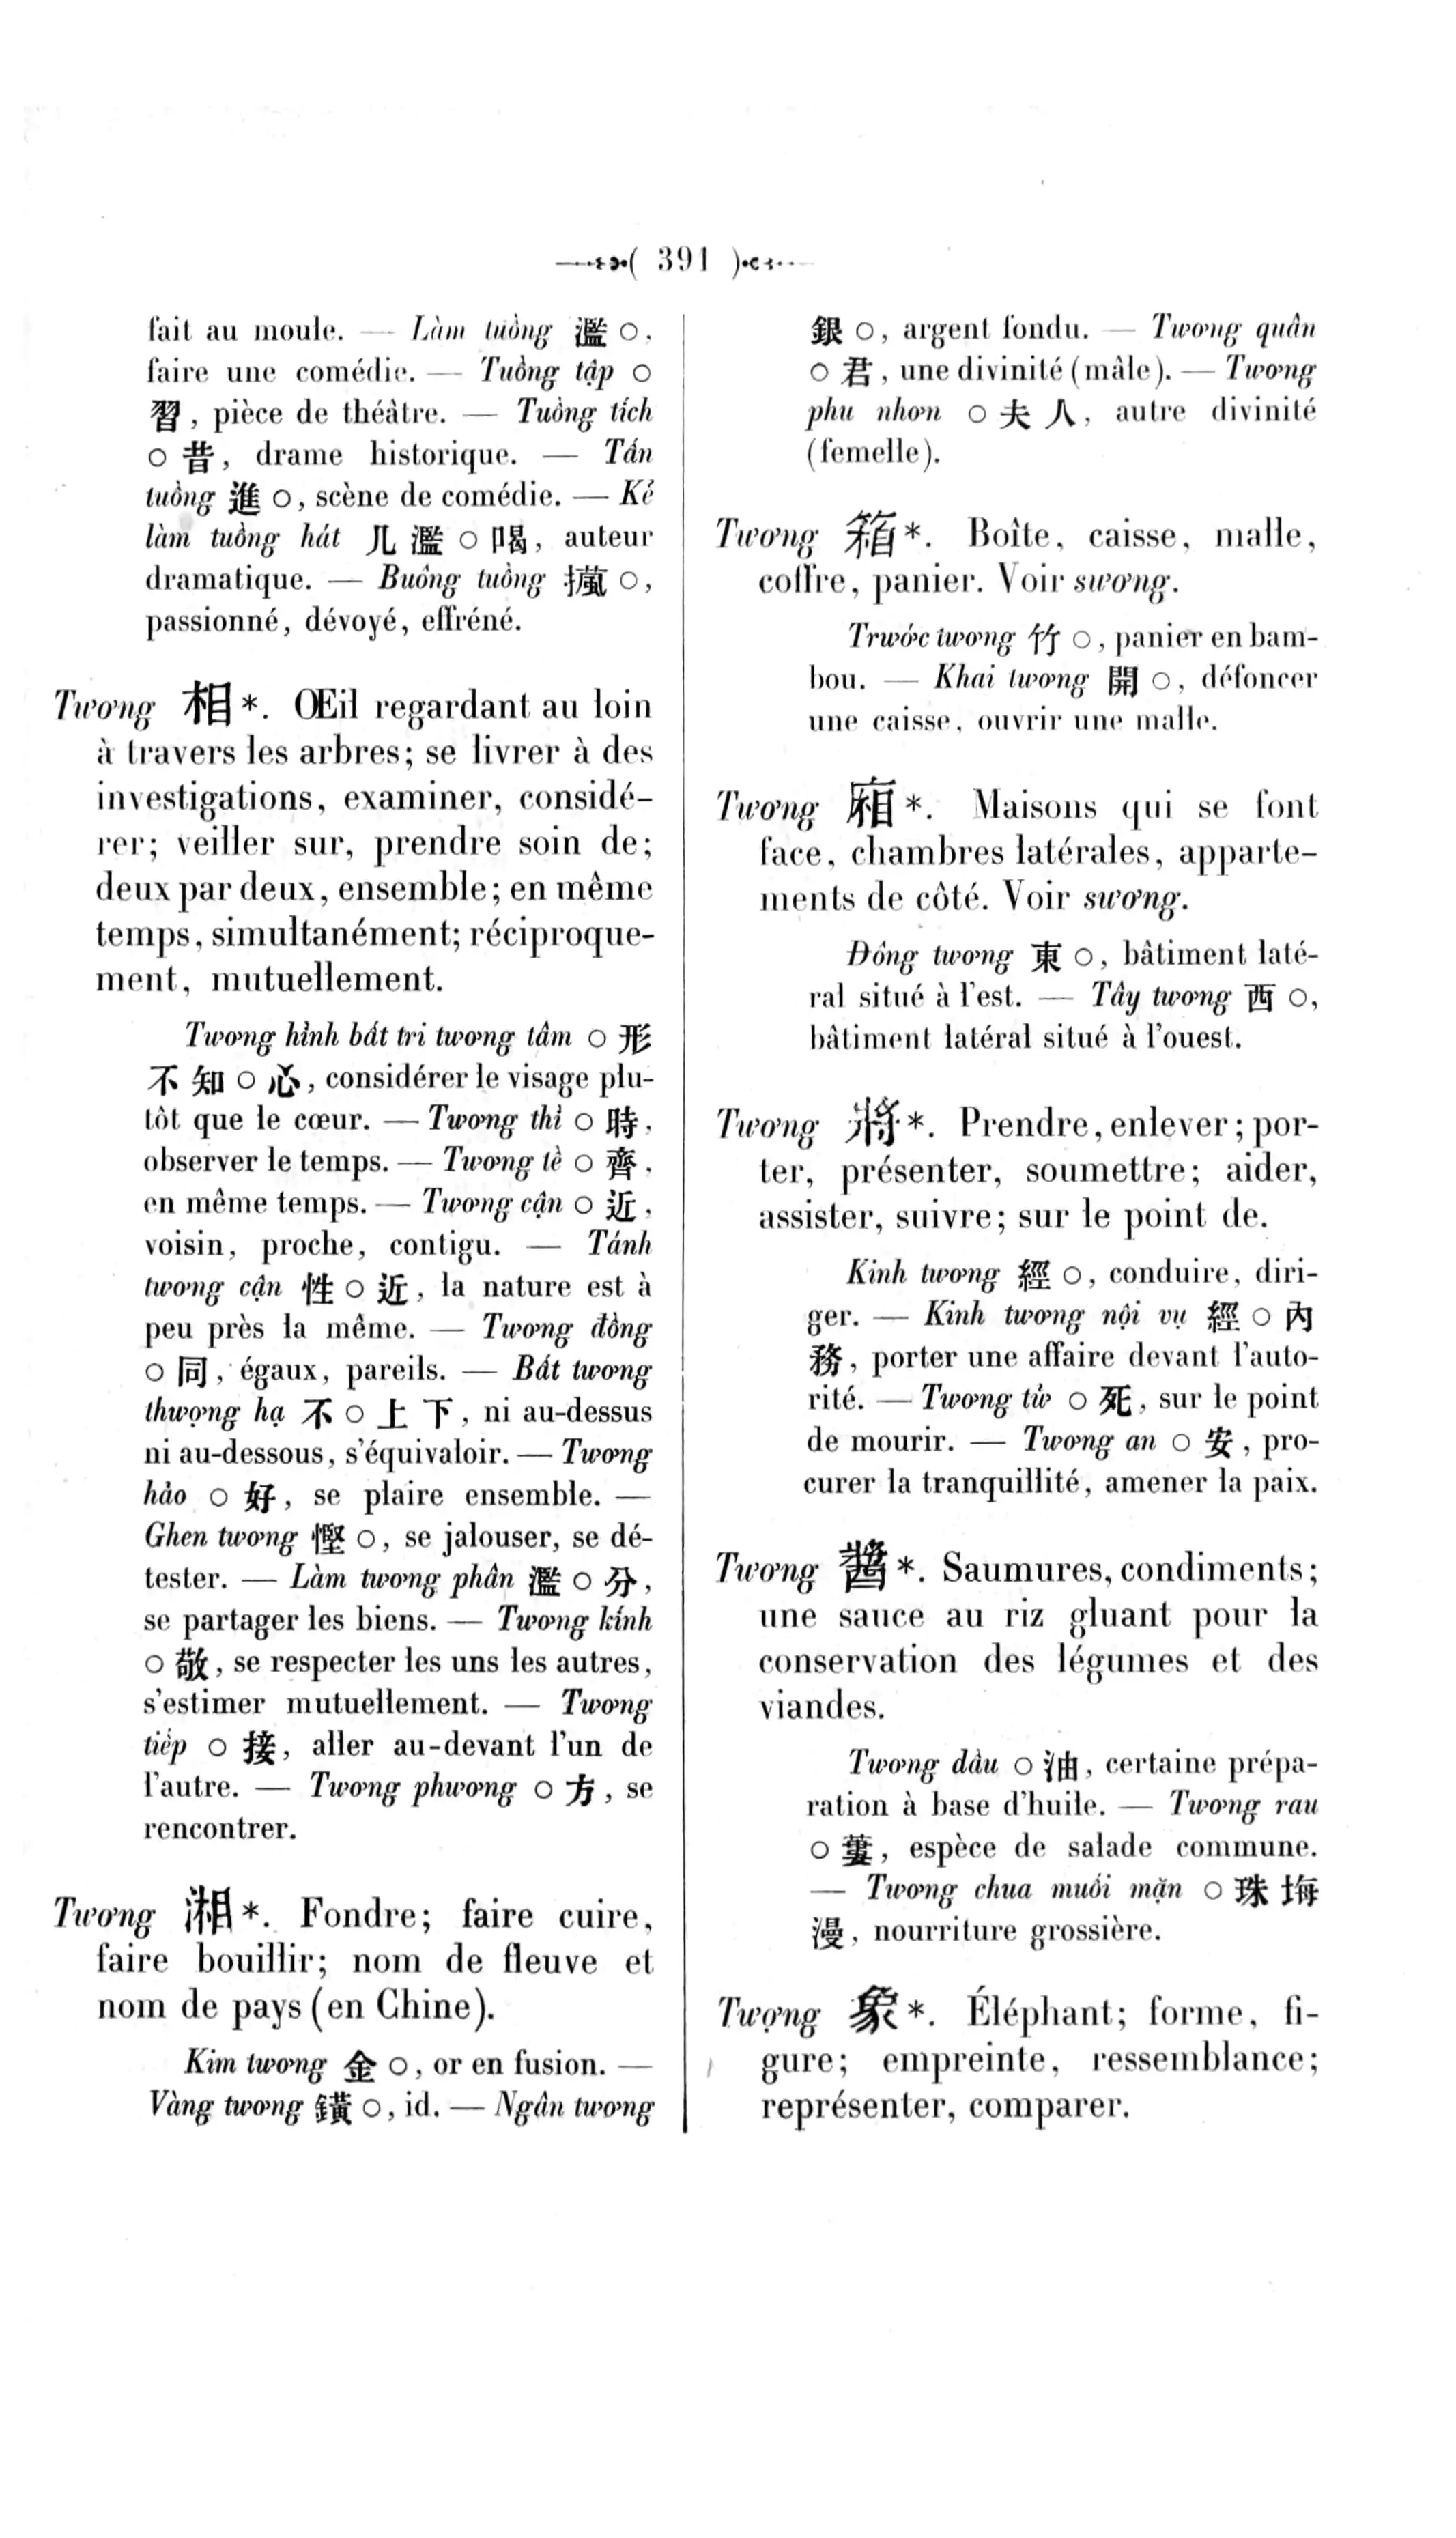 ( 391 )
fait au moule. — Làm tuồng 濫 ○,
faire une comédie. — Tuồng tập ○
習, pièce de théâtre. — Tuồng tích
○ 昔, drame historique. — Tấn
tuồng 進 ○, scène de comédie. — Kẻ
làm tuồng hát 几 濫 ○ 喝, auteur
dramatique. — Buông tuồng ○,
passionné, dévoyé, effréné.
Tương 相*. Œil regardant au loin
à travers les arbres; se livrer à des
investigations, examiner, considé-
rer; veiller sur, prendre soin de;
deux par deux, ensemble; en même
temps, simultanément; réciproque-
ment, mutuellement.
Tương hình bất tri tương tâm ○ 形
不 知 ○ 心, considérer le visage plu-
tôt que le cœur. — Tương thì ○ 時,
observer le temps. — Tương tề ○ 齊,
en même temps. — Tương cận ○ 近,
voisin, proche, contigu. — Tánh
tương cận 性 ○ 近, la nature est à
peu près la même. — Tương đồng
○ 同, égaux, pareils. — Bất tương
thượng hạ 不 ○ 上 下, ni au-dessus
ni au-dessous, s'équivaloir. — Tương
hảo ○ 好, se plaire ensemble. —
Ghen tương 慳 ○, se jalouser, se dé-
tester. — Làm tương phân 濫 ○ 分,
se partager les biens. — Tương kính
○ 敬, se respecter les uns les autres,
s'estimer mutuellement. — Tương
tiếp ○ 接, aller au-devant l'un de
l'autre. — Tương phương ○ 方, se
rencontrer.
Tương 湘*. Fondre; faire cuire,
faire bouillir; nom de fleuve et
nom de pays (en Chine).
Kim tương 金 ○, or en fusion. —
Vàng tương 鐄 ○, id. — Ngân tương
銀 ○, argent fondu. — Tương quân
○ 君, une divinité (mâle). — Tương
phu nhơn ○ 夫 人, autre divinité
(femelle).
Tương 箱*. Boîte, caisse, malle,
coffre, panier. Voir sương.
Trước tương 竹 ○, panier en bam-
bou. — Khai tương 開 ○, défoncer
une caisse, ouvrir une malle.
Tương 廂*. Maisons qui se font
face, chambres latérales, apparte-
ments de côté. Voir sương.
Đông tương 東 ○, bâtiment laté-
ral situé à l'est. — Tây tương 西 ○,
bâtiment latéral situé à l'ouest.
Tương 將*. Prendre, enlever; por-
ter, présenter, soumettre; aider,
assister, suivre; sur le point de.
Kinh tương 經 ○, conduire, diri-
ger. — Kinh tương nội vụ 經 ○ 內
務, porter une affaire devant l'auto-
rité. — Tương tử ○ 死, sur le point
de mourir. — Tương an ○ 安, pro-
curer la tranquillité, amener la paix.
Tương 醬*. Saumures, condiments;
une sauce au riz gluant pour la
conservation des légumes et des
viandes.
Tương dầu ○ 油, certaine prépa-
ration à base d'huile. — Tương rau
○ 蔞, espèce de salade commune.
— Tương chua muối mặn ○ 珠 塰
漫, nourriture grossière.
Tượng 象*. Éléphant; forme, fi-
gure; empreinte, ressemblance;
représenter, comparer.